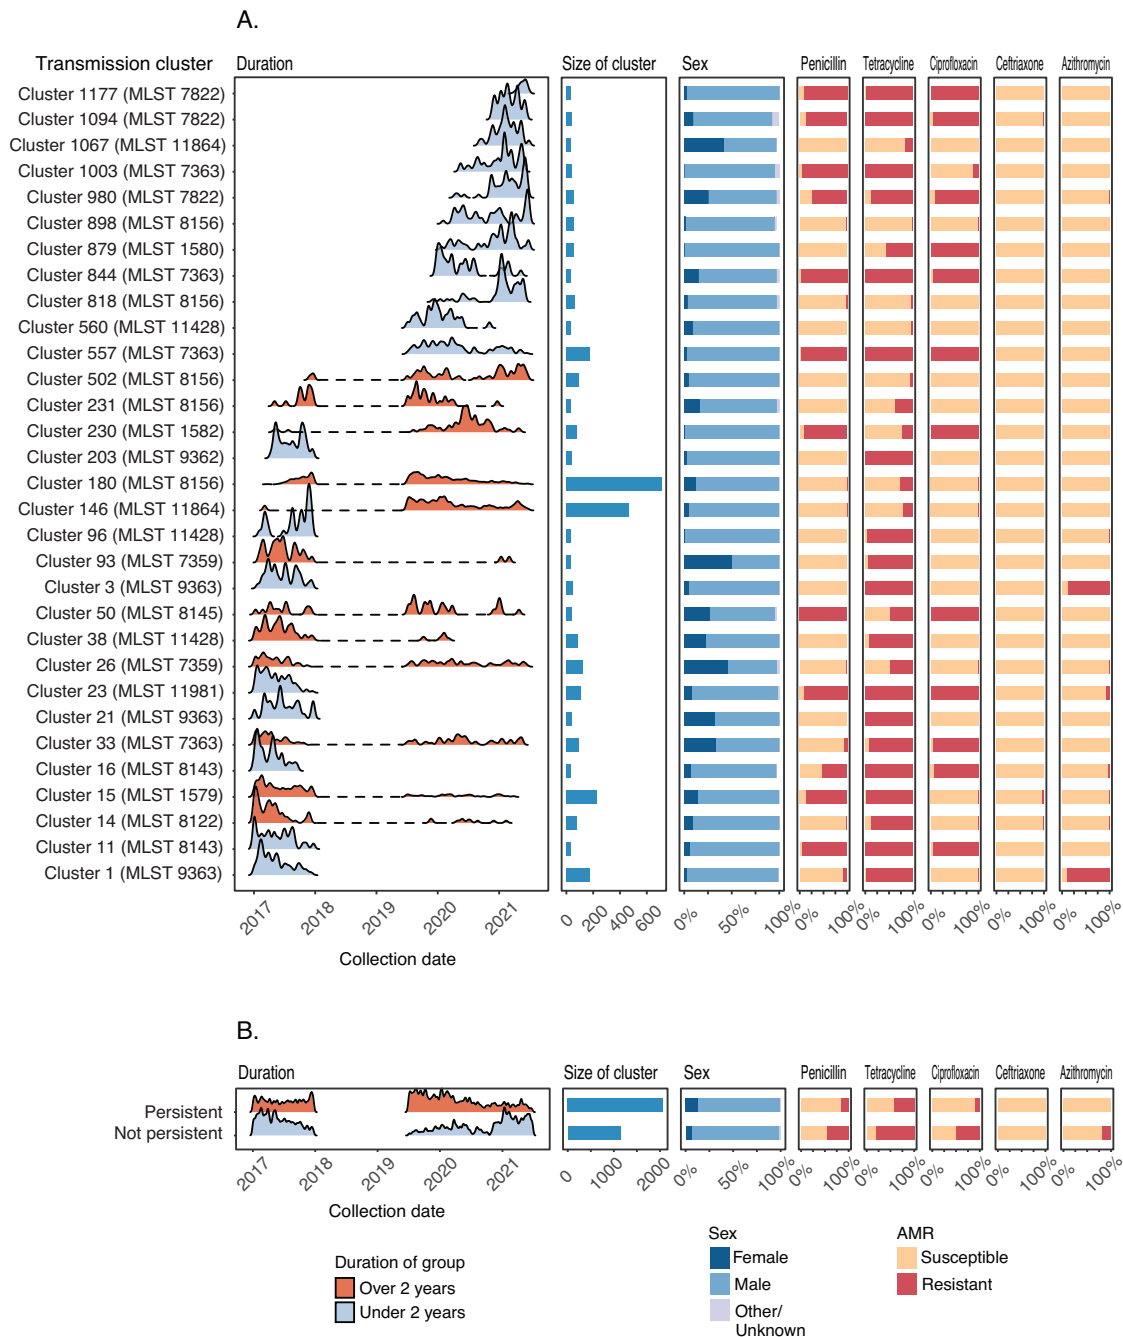 A.
Transmission cluster
Duration
Size of cluster
Sex
Penicillin
Tetracycline
Ciprofloxacin
Ceftriaxone
Azithromycin
Cluster 1177 (MLST 7822)
Cluster 1094 (MLST 7822)
Cluster 1067 (MLST 11864)
Cluster 1003 (MLST 7363)
Cluster 980 (MLST 7822)
Cluster 898 (MLST 8156)
Cluster 879 (MLST 1580)
Cluster 844 (MLST 7363)
Cluster 818 (MLST 8156)
Cluster 560 (MLST 11428)
Cluster 557 (MLST 7363)
Cluster 502 (MLST 8156)
Cluster 231 (MLST 8156)
Cluster 230 (MLST 1582)
Cluster 203 (MLST 9362)
Cluster 180 (MLST 8156)
Cluster 146 (MLST 11864)
Cluster 96 (MLST 11428)
Cluster 93 (MLST 7359)
Cluster 3 (MLST 9363)
Cluster 50 (MLST 8145)
Cluster 38 (MLST 11428)
Cluster 26 (MLST 7359)
Cluster 23 (MLST 11981)
Cluster 21 (MLST 9363)
Cluster 33 (MLST 7363)
Cluster 16 (MLST 8143)
Cluster 15 (MLST 1579)
Cluster 14 (MLST 8122)
Cluster 11 (MLST 8143)
Cluster 1 (MLST 9363)
2017 2018 2019 2020 2021
0 200 400 600
0% 50% 100%
0% 100%
0% 100%
0% 100%
0% 100%
0% 100%
Collection date
B.
Duration
Size of cluster
Sex
Penicillin
Tetracycline
Ciprofloxacin
Ceftriaxone
Azithromycin
Persistent
Not persistent
2017 2018 2019 2020 2021
0 1000 2000
0% 50% 100%
0% 100%
0% 100%
0% 100%
0% 100%
0% 100%
Collection date
Duration of group
Over 2 years
Under 2 years
Sex
Female
Male
Other/
Unknown
AMR
Susceptible
Resistant